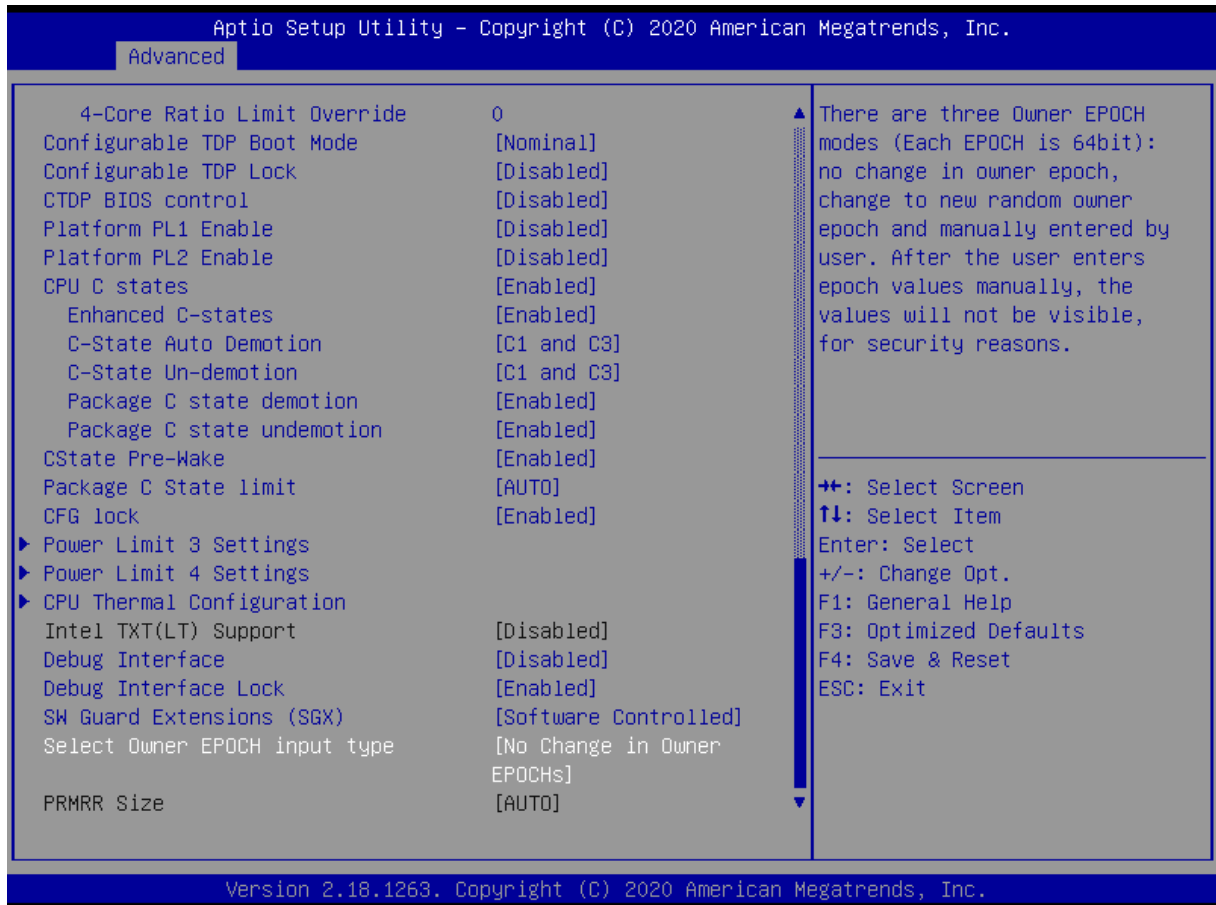 Aptio Setup Utility – Copyright (C) 2020 American Megatrends, Inc.
Advanced
4-Core Ratio Limit Override 0
Configurable TDP Boot Mode [Nominal]
Configurable TDP Lock [Disabled]
CTDP BIOS control [Disabled]
Platform PL1 Enable [Disabled]
Platform PL2 Enable [Disabled]
CPU C states [Enabled]
Enhanced C-states [Enabled]
C-State Auto Demotion [C1 and C3]
C-State Un-demotion [C1 and C3]
Package C state demotion [Enabled]
Package C state undemotion [Enabled]
CState Pre-Wake [Enabled]
Package C State limit [AUTO]
CFG lock [Enabled]
Power Limit 3 Settings
Power Limit 4 Settings
CPU Thermal Configuration
Intel TXT(LT) Support [Disabled]
Debug Interface [Disabled]
Debug Interface Lock [Enabled]
SW Guard Extensions (SGX) [Software Controlled]
Select Owner EPOCH input type [No Change in Owner
EPOCHs]
PRMRR Size [AUTO]
There are three Owner EPOCH
modes (Each EPOCH is 64bit):
no change in owner epoch,
change to new random owner
epoch and manually entered by
user. After the user enters
epoch values manually, the
values will not be visible,
for security reasons.
→←: Select Screen
↑↓: Select Item
Enter: Select
+/-: Change Opt.
F1: General Help
F3: Optimized Defaults
F4: Save & Reset
ESC: Exit
Version 2.18.1263. Copyright (C) 2020 American Megatrends, Inc.